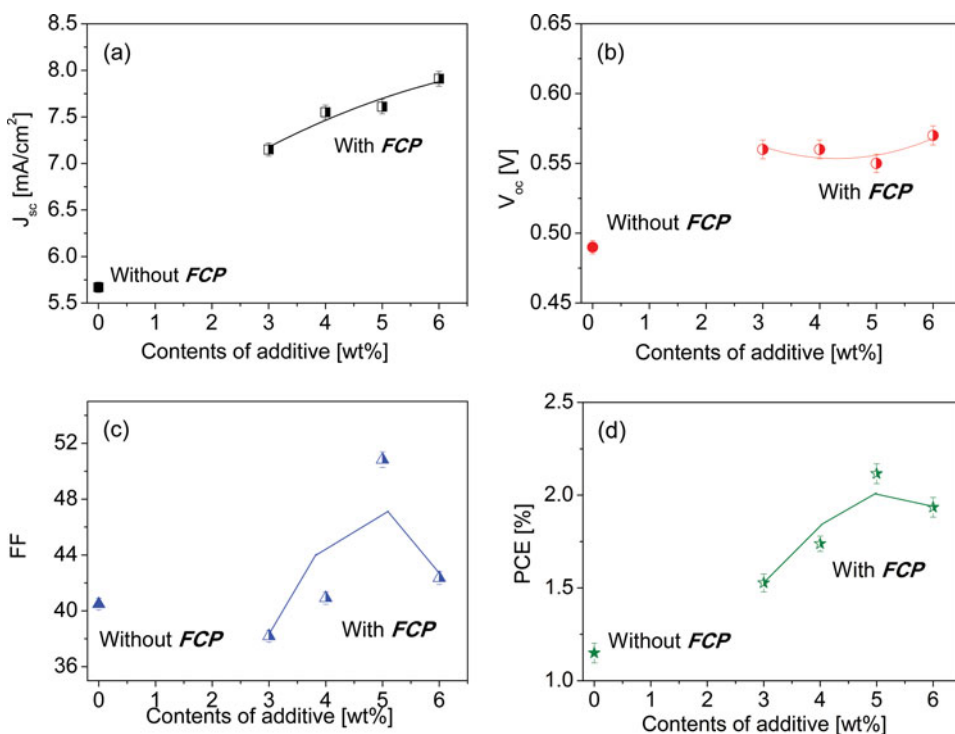 (a)
8.5
8.0
7.5
7.0
6.5
6.0
5.5
J_sc [mA/cm²]
With FCP
Without FCP
0 1 2 3 4 5 6
Contents of additive [wt%]
(b)
0.65
0.60
0.55
0.50
0.45
V_oc [V]
With FCP
Without FCP
0 1 2 3 4 5 6
Contents of additive [wt%]
(c)
52
48
44
40
36
FF
Without FCP
With FCP
0 1 2 3 4 5 6
Contents of additive [wt%]
(d)
2.5
2.0
1.5
1.0
PCE [%]
With FCP
Without FCP
0 1 2 3 4 5 6
Contents of additive [wt%]